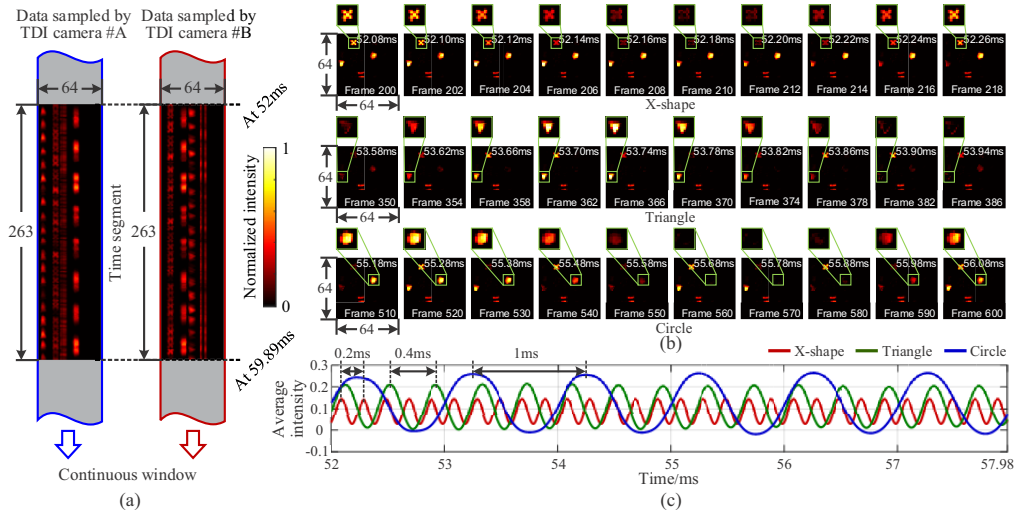 (a)
Data sampled by
TDI camera #A
Data sampled by
TDI camera #B
64
64
At 52ms
263
263
Time segment
1
Normalized intensity
0
At 59.89ms
Continuous window
(a)
(b)
52.08ms 52.10ms 52.12ms 52.14ms 52.16ms 52.18ms 52.20ms 52.22ms 52.24ms 52.26ms
64
Frame 200 Frame 202 Frame 204 Frame 206 Frame 208 Frame 210 Frame 212 Frame 214 Frame 216 Frame 218
64
X-shape
53.58ms 53.62ms 53.66ms 53.70ms 53.74ms 53.78ms 53.82ms 53.86ms 53.90ms 53.94ms
64
Frame 350 Frame 354 Frame 358 Frame 362 Frame 366 Frame 370 Frame 374 Frame 378 Frame 382 Frame 386
64
Triangle
55.18ms 55.28ms 55.38ms 55.48ms 55.58ms 55.68ms 55.78ms 55.88ms 55.98ms 56.08ms
64
Frame 510 Frame 520 Frame 530 Frame 540 Frame 550 Frame 560 Frame 570 Frame 580 Frame 590 Frame 600
64
Circle
(b)
0.2ms 0.4ms 1ms X-shape Triangle Circle
Average
intensity
0.3
0.2
0.1
0
-0.1
52 53 54 55 56 57 57.98
Time/ms
(c)